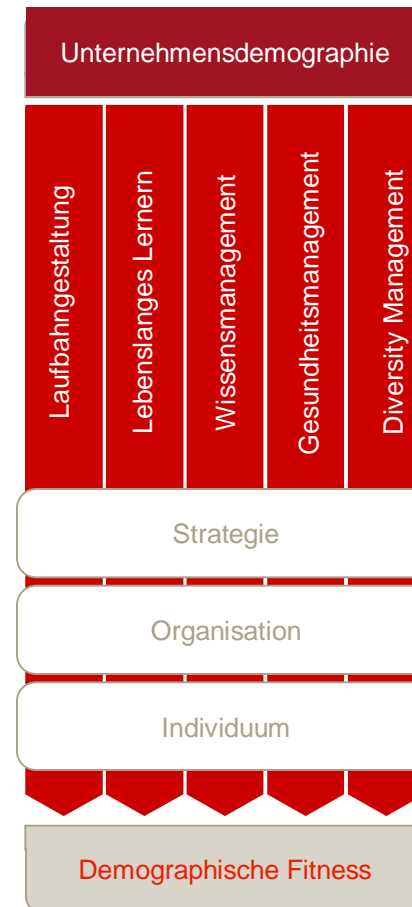 Unternehmensdemographie
Laufbahngestaltung
Lebenslanges Lernern
Wissensmanagement
Gesundheitsmanagement
Diversity Management
Strategie
Organisation
Individuum
Demographische Fitness